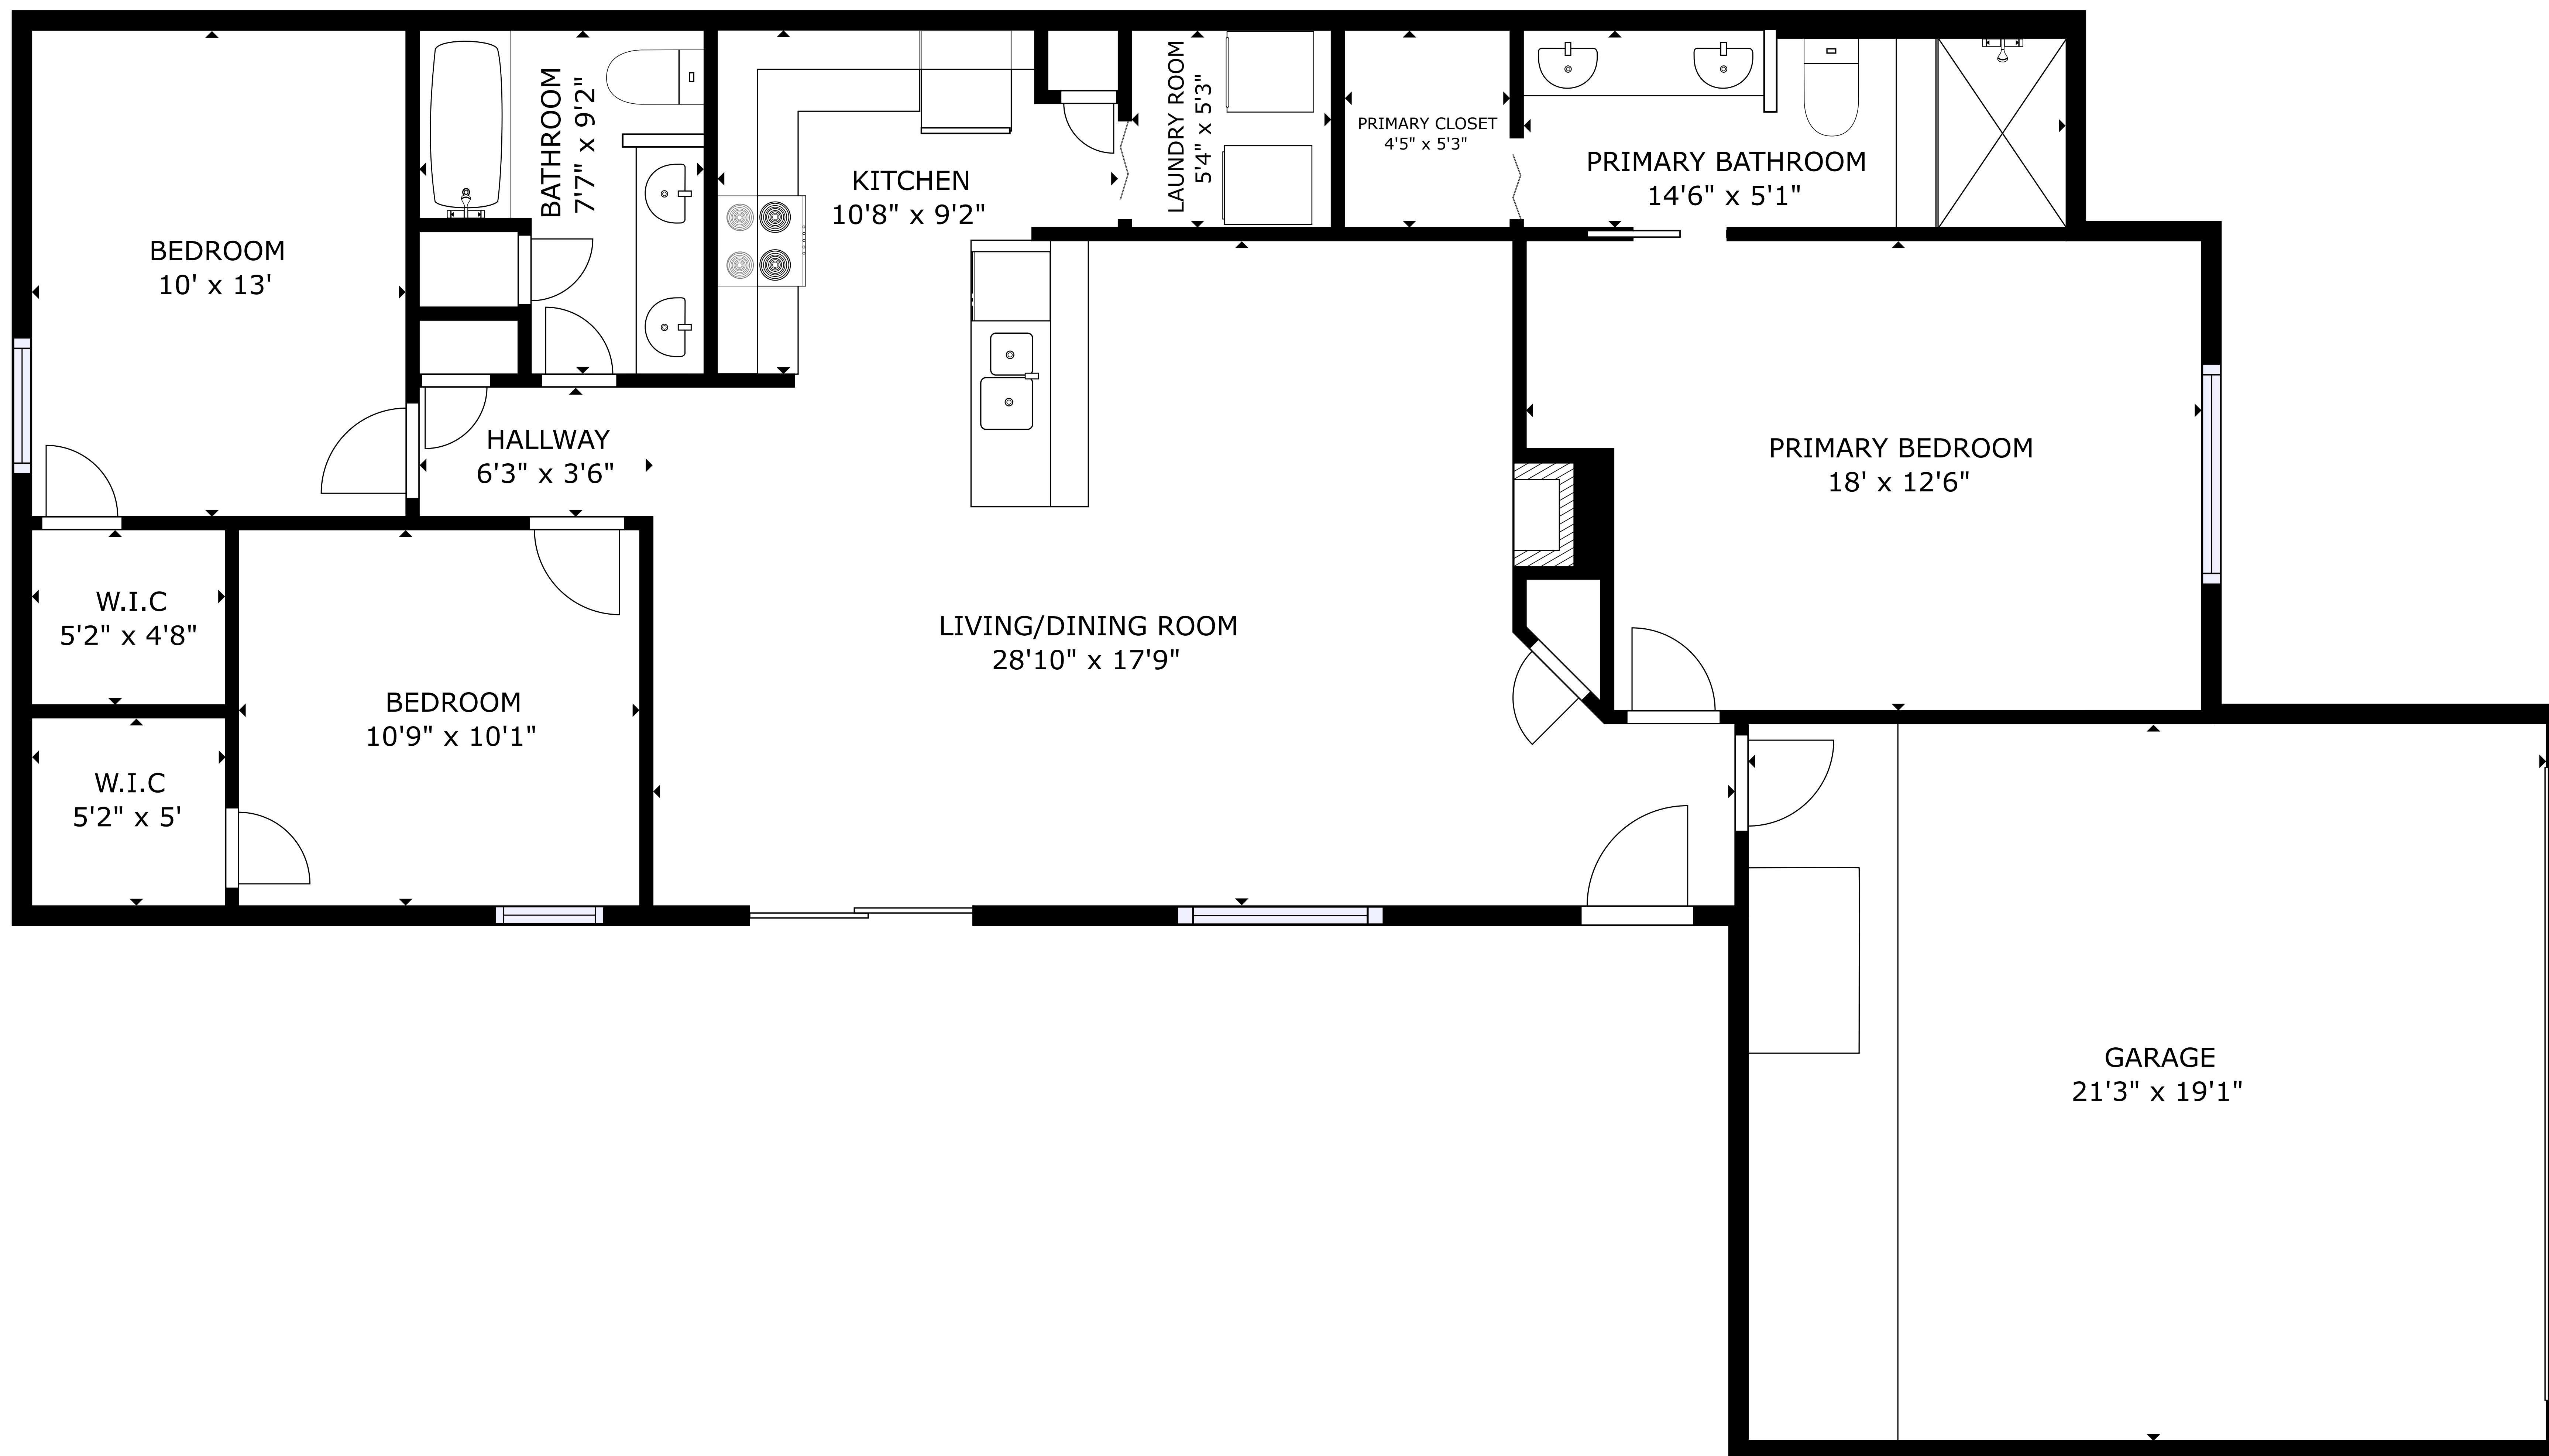 BATHROOM
7'7" x 9'2"
LAUNDRY ROOM
5'4" x 5'3"
PRIMARY CLOSET
4'5" x 5'3"
PRIMARY BATHROOM
14'6" x 5'1"
KITCHEN
10'8" x 9'2"
BEDROOM
10' x 13'
HALLWAY
6'3" x 3'6"
PRIMARY BEDROOM
18' x 12'6"
W.I.C
5'2" x 4'8"
LIVING/DINING ROOM
28'10" x 17'9"
BEDROOM
10'9" x 10'1"
W.I.C
5'2" x 5'
GARAGE
21'3" x 19'1"